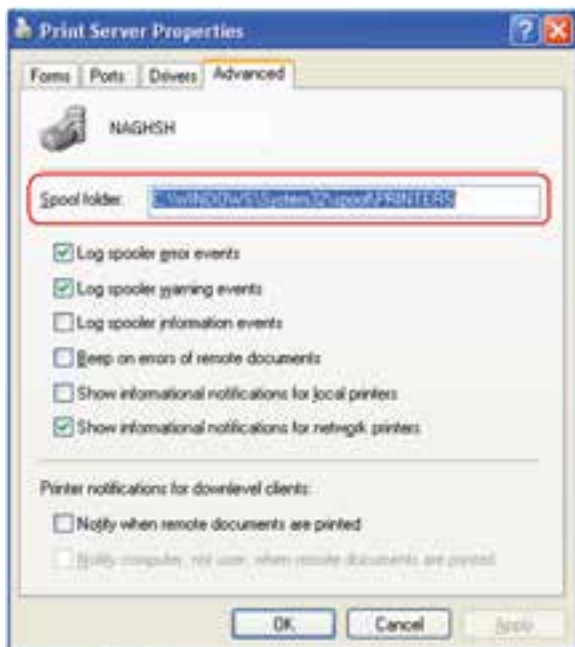 Print Server Properties
Forms Ports Drivers Advanced
NAGHSH
Spool folder: C:\WINDOWS\System32\spool\PRINTERS
Log spooler error events
Log spooler warning events
Log spooler information events
Beep on errors of remote documents
Show informational notifications for local printers
Show informational notifications for network printers
Printer notifications for downlevel clients:
Notify when remote documents are printed
Notify computer, not user, when remote documents are printed
OK Cancel Apply